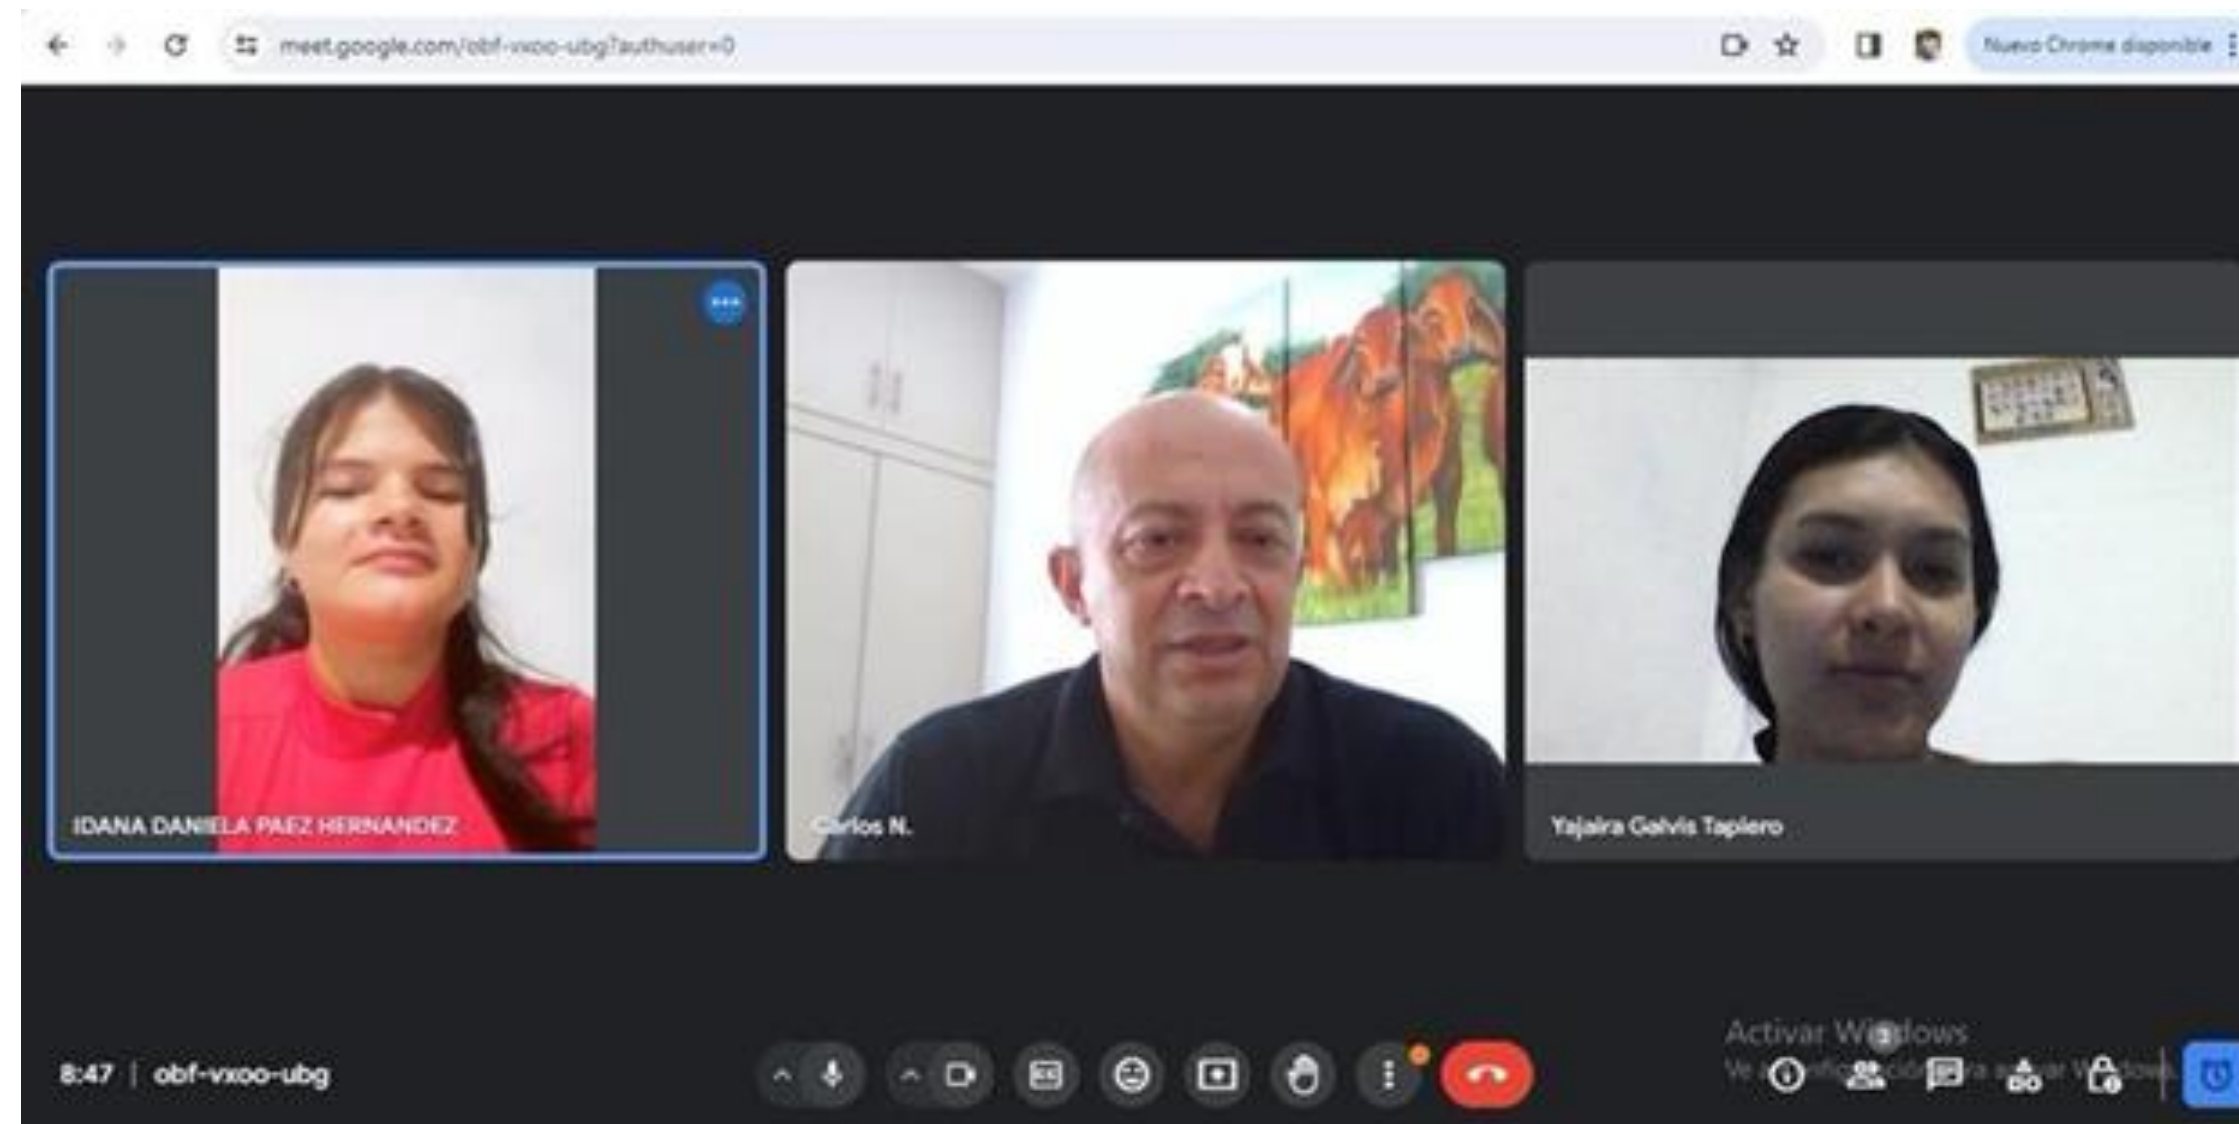 meet.google.com/obf-vxoo-ubg?authuser=0
Nuevo Chrome disponible
IDANA DANIELA PAEZ HERNANDEZ
Carlos N.
Yajaira Galvis Tapiero
Activar Windows
3
8:47 | obf-vxoo-ubg